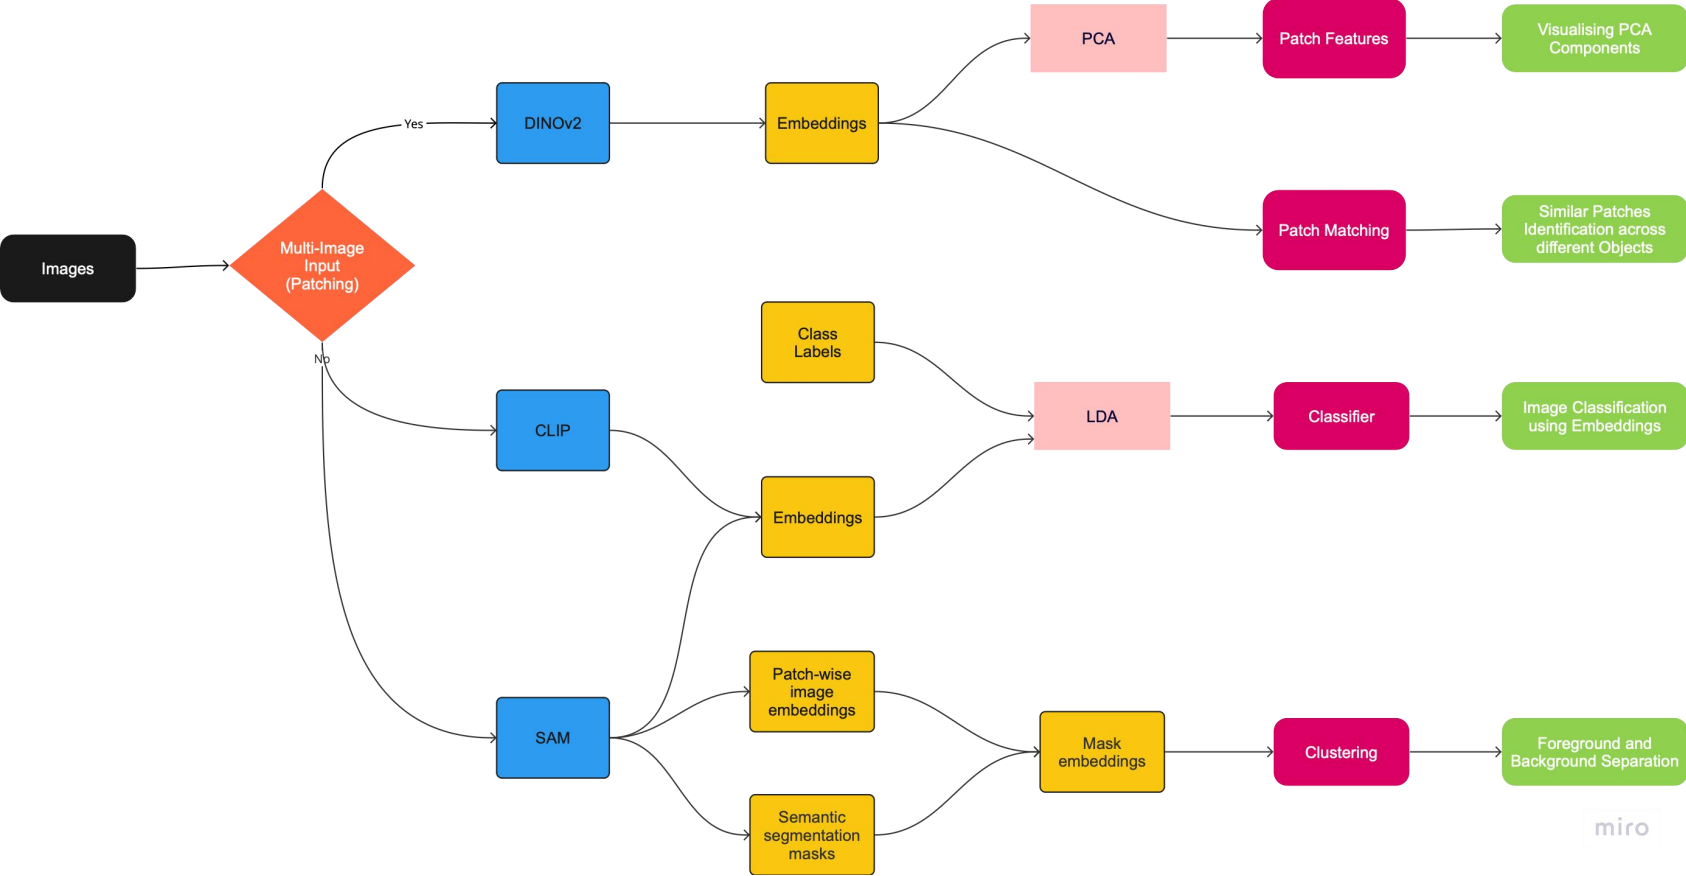 PCA
Patch Features
Visualising PCA
Components
Yes
DINOv2
Embeddings
Images
Multi-Image
Input
(Patching)
Patch Matching
Similar Patches
Identification across
different Objects
No
Class
Labels
CLIP
LDA
Classifier
Image Classification
using Embeddings
Embeddings
SAM
Patch-wise
image
embeddings
Mask
embeddings
Clustering
Foreground and
Background Separation
Semantic
segmentation
masks
miro